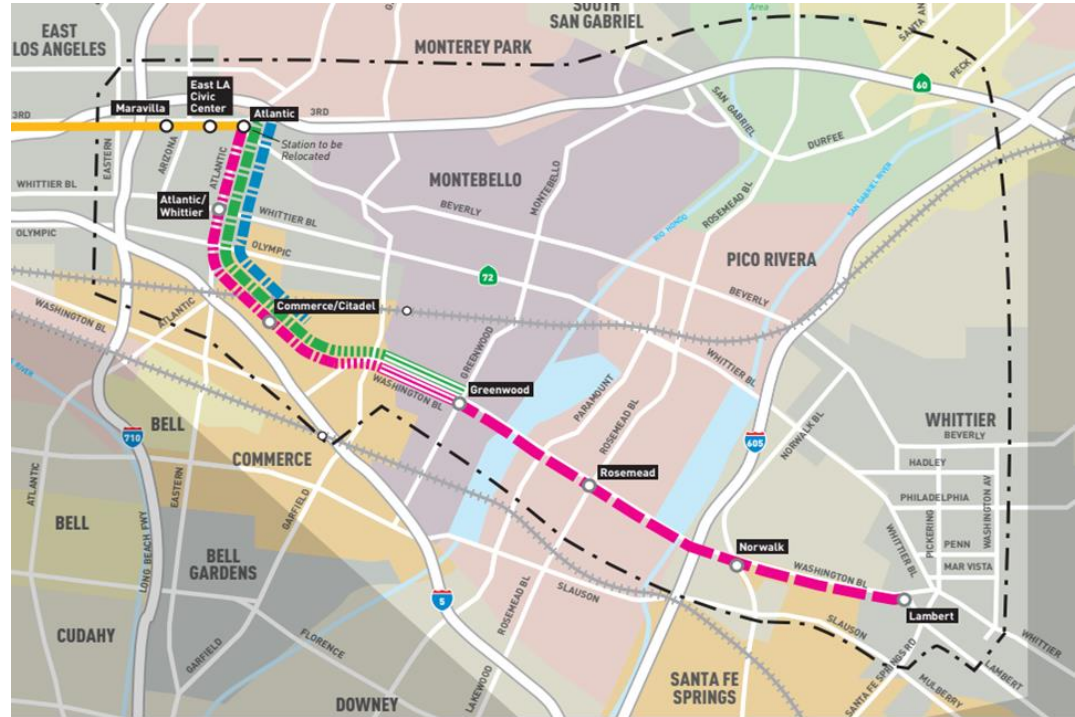 SOUTH
SAN GABRIEL
Area
SANTA AN
PECK
EAST
LOS ANGELES
MONTEREY PARK
60
East LA
Civic
Center
Maravilla
Atlantic
3RD
3RD
Station to be
Relocated
EASTERN
ARIZONA
ATLANTIC
SAN GABRIEL
DURFEE
WHITTIER BL
MONTEBELLO
MONTEBELLO
ROSEMEAD BL
SAN GABRIEL RIVER
Atlantic/
Whittier
BEVERLY
WHITTIER BL
RIO HONDO
OLYMPIC
OLYMPIC
72
PICO RIVERA
BEVERLY
WASHINGTON BL
ATLANTIC
Commerce/Citadel
GREENWOOD
WHITTIER BL
RIVER
WASHINGTON BL
Greenwood
PARAMOUNT
ROSEMEAD BL
NORWALK BL
WHITTIER
BEVERLY
710
BELL
COMMERCE
605
HADLEY
ATLANTIC
EASTERN
GARFIELD
Rosemead
PHILADELPHIA
PICKERING
WASHINGTON AV
BELL
LONG BEACH FWY
BELL
GARDENS
WHITTIER BL
PENN
Norwalk
MAR VISTA
WASHINGTON BL
5
SLAUSON
ROSEMEAD BL
Lambert
SLAUSON
CUDAHY
GARFIELD
FLORENCE
WHITTIER
LAMBERT
SANTA FE
SPRINGS
SANTA FE SPRINGS RD
MULBERRY
DOWNEY
LAKEWOOD